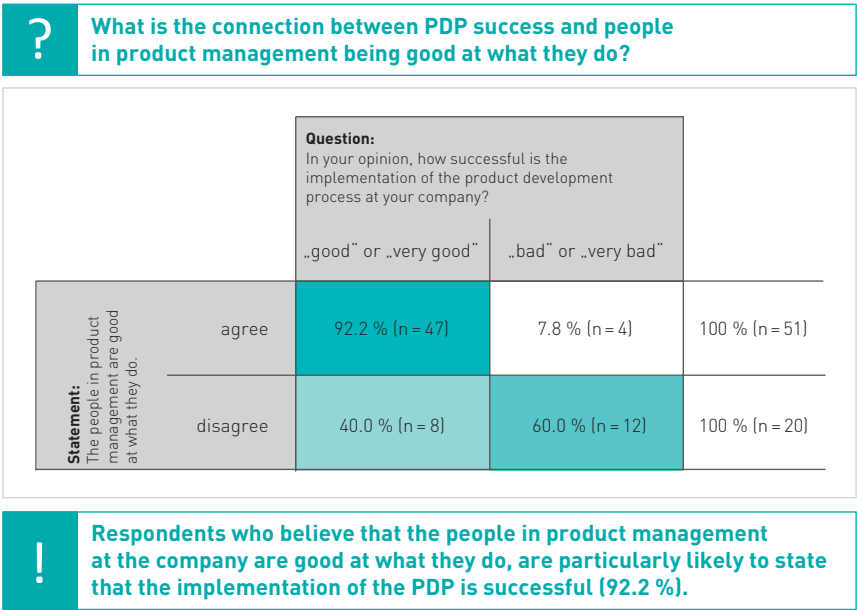 ?
What is the connection between PDP success and people
in product management being good at what they do?
Question:
In your opinion, how successful is the
implementation of the product development
process at your company?
„good“ or „very good“
„bad“ or „very bad“
Statement:
The people in product
management are good
at what they do.
agree
92.2 % (n = 47)
7.8 % (n = 4)
100 % (n = 51)
disagree
40.0 % (n = 8)
60.0 % (n = 12)
100 % (n = 20)
!
Respondents who believe that the people in product management
at the company are good at what they do, are particularly likely to state
that the implementation of the PDP is successful (92.2 %).